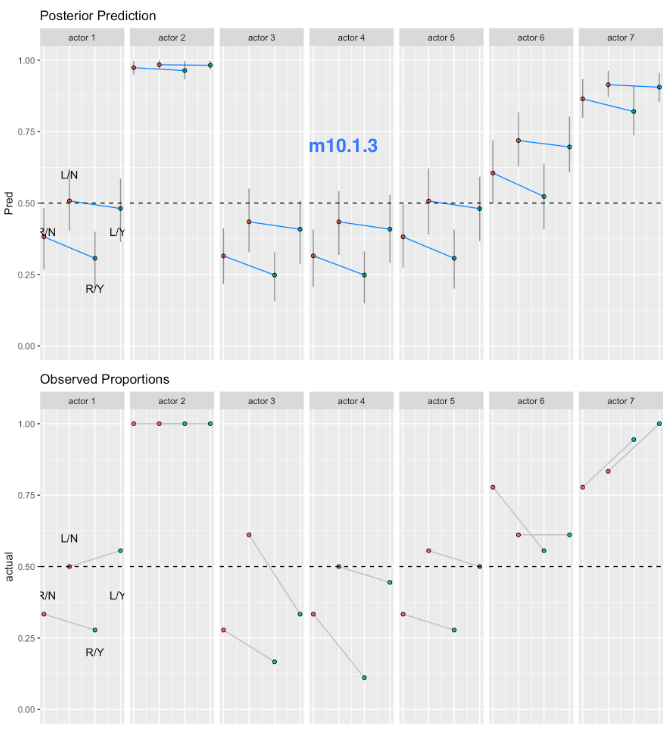 Posterior Prediction
actor 1 actor 2 actor 3 actor 4 actor 5 actor 6 actor 7
1.00
0.75
m10.1.3
L/N
Pred
0.50
R/N L/Y
0.25
R/Y
0.00
Observed Proportions
actor 1 actor 2 actor 3 actor 4 actor 5 actor 6 actor 7
1.00
0.75
L/N
actual
0.50
R/N L/Y
0.25
R/Y
0.00